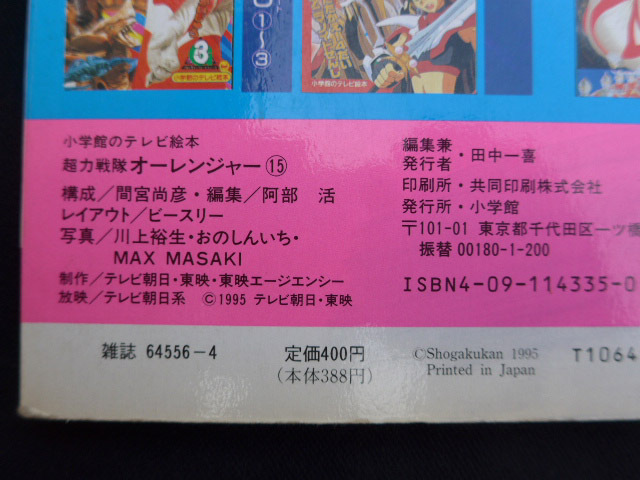 ①〜③
3
小学館のテレビ絵本
小学館のテレビ絵本
小学館のテレビ絵本
超力戦隊オーレンジャー⑮
構成／間宮尚彦・編集／阿部 活
レイアウト／ビースリー
写真／川上裕生・おのしんいち・
MAX MASAKI
制作／テレビ朝日・東映・東映エージエンシー
放映／テレビ朝日系 ©1995 テレビ朝日・東映
編集兼
発行者・田中一喜
印刷所・共同印刷株式会社
発行所・小学館
〒101-01 東京都千代田区一ツ橋
振替 00180-1-200
ISBN4-09-114335-0
雑誌 64556-4
定価400円
(本体388円)
©Shogakukan 1995
Printed in Japan
T1064